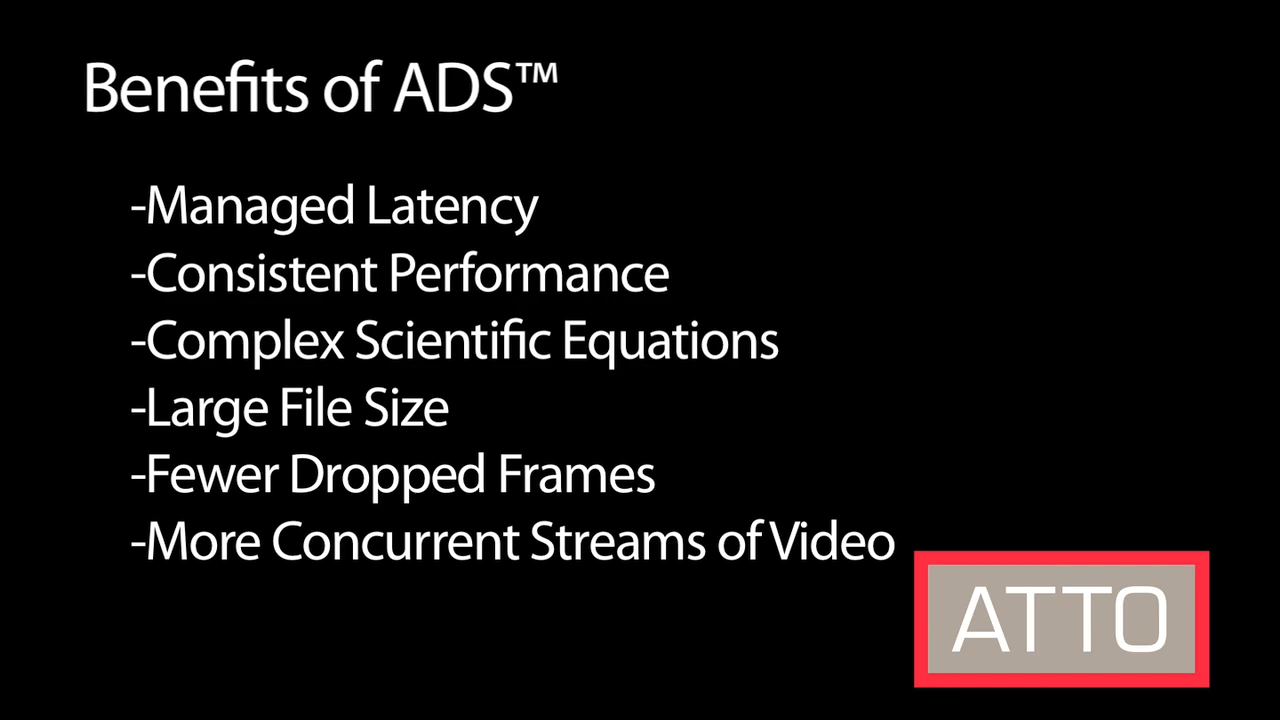 Benefits of ADS™
-Managed Latency
-Consistent Performance
-Complex Scientific Equations
-Large File Size
-Fewer Dropped Frames
-More Concurrent Streams of Video
ATTO